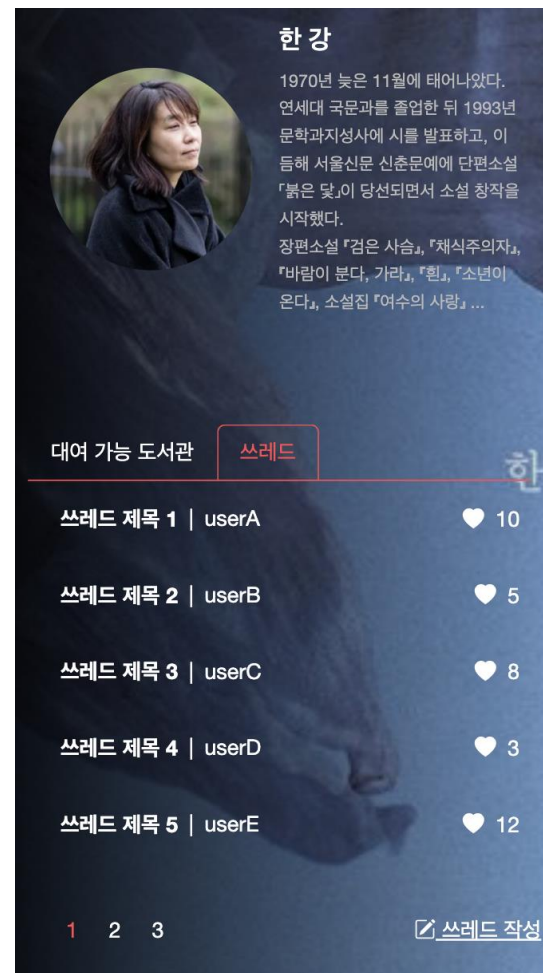 한 강
1970년 늦은 11월에 태어나았다.
연세대 국문과를 졸업한 뒤 1993년
문학과지성사에 시를 발표하고, 이
듬해 서울신문 신춘문예에 단편소설
「붉은 닻」이 당선되면서 소설 창작을
시작했다.
장편소설 『검은 사슴』, 『채식주의자』,
『바람이 분다, 가라』, 『흰』, 『소년이
온다』, 소설집 『여수의 사랑』 ...
대여 가능 도서관 쓰레드
한
쓰레드 제목 1 | userA 10
쓰레드 제목 2 | userB 5
쓰레드 제목 3 | userC 8
쓰레드 제목 4 | userD 3
쓰레드 제목 5 | userE 12
1 2 3 쓰레드 작성